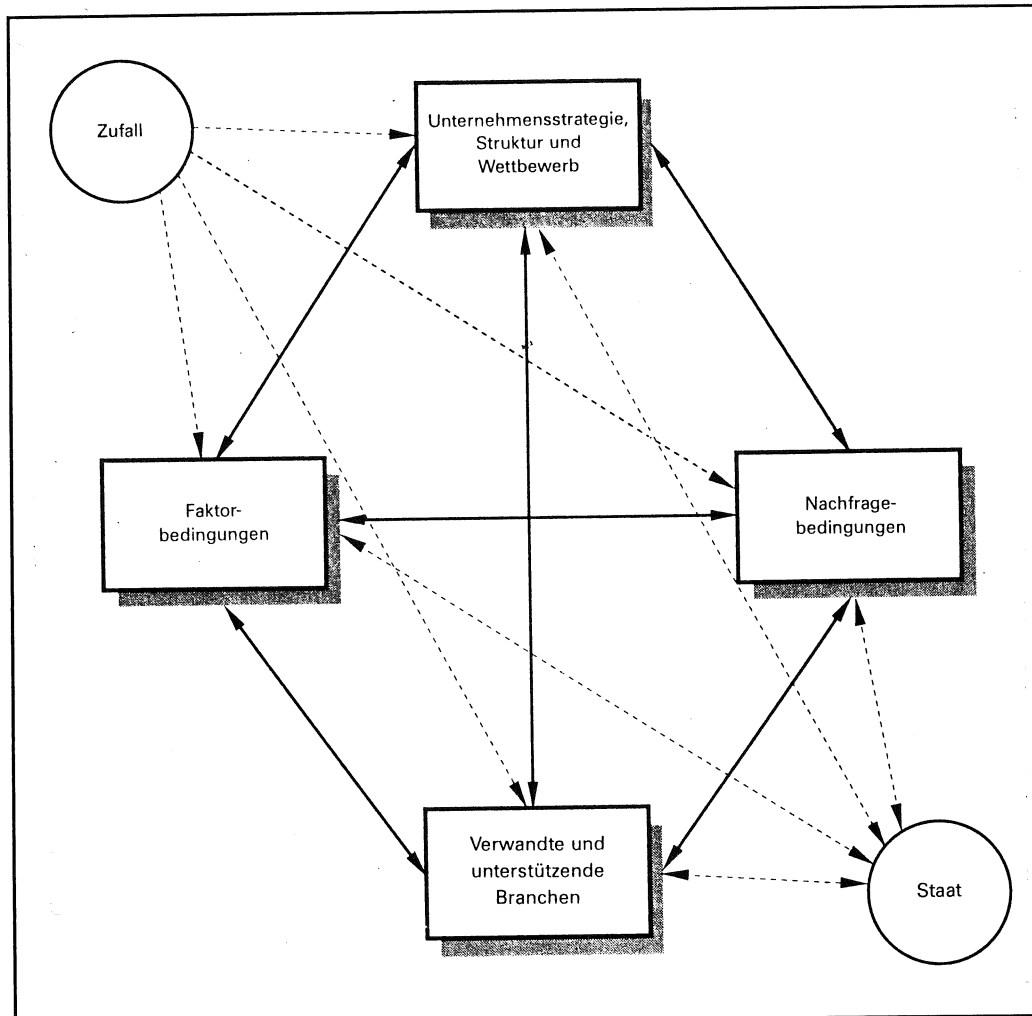 Zufall
Unternehmensstrategie,
Struktur und
Wettbewerb
Faktor-
bedingungen
Nachfrage-
bedingungen
Verwandte und
unterstützende
Branchen
Staat